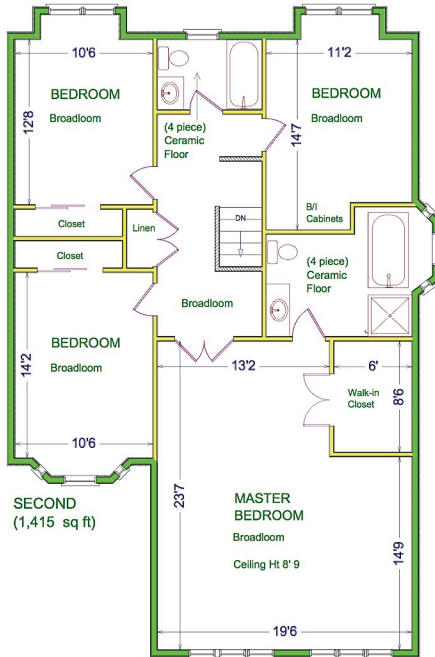 10'6
11'2
BEDROOM
Broadloom
12'8
(4 piece)
Ceramic
Floor
BEDROOM
Broadloom
14'7
B/I
Cabinets
Closet
Linen
DN
Closet
(4 piece)
Ceramic
Floor
Broadloom
BEDROOM
Broadloom
14'2
10'6
13'2
6'
Walk-in
Closet
8'6
SECOND
(1,415 sq ft)
23'7
MASTER
BEDROOM
Broadloom
Ceiling Ht 8' 9
14'9
19'6